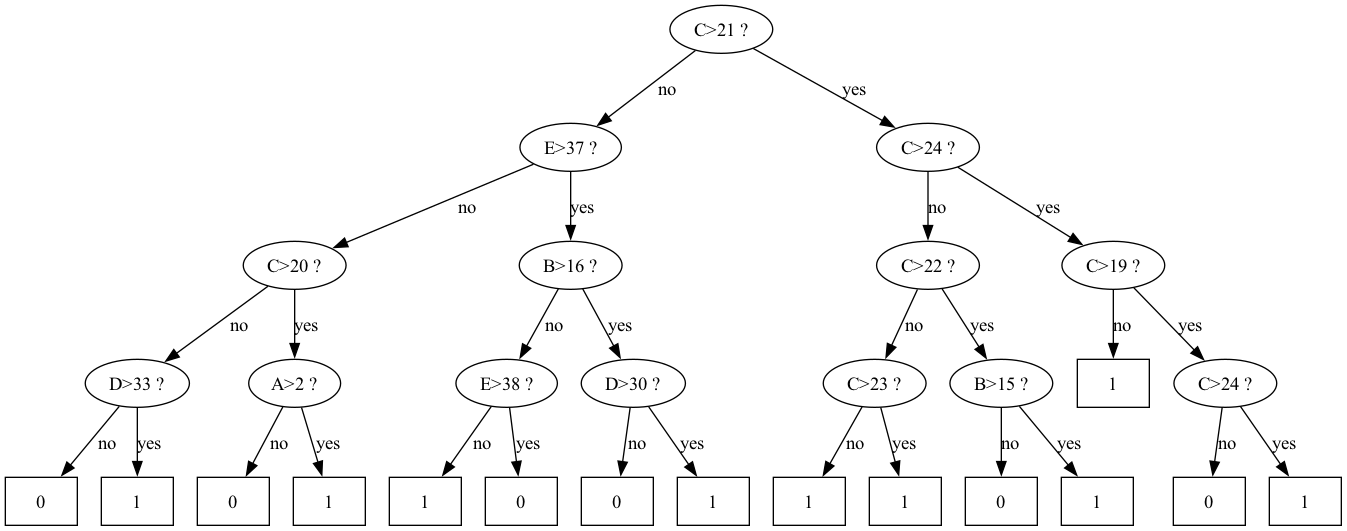 C>21 ?
no
yes
E>37 ?
C>24 ?
no
yes
no
yes
C>20 ?
B>16 ?
C>22 ?
C>19 ?
no
yes
no
yes
no
yes
no
yes
D>33 ?
A>2 ?
E>38 ?
D>30 ?
C>23 ?
B>15 ?
1
C>24 ?
no
yes
no
yes
no
yes
no
yes
no
yes
no
yes
no
yes
0
1
0
1
1
0
0
1
1
1
0
1
0
1